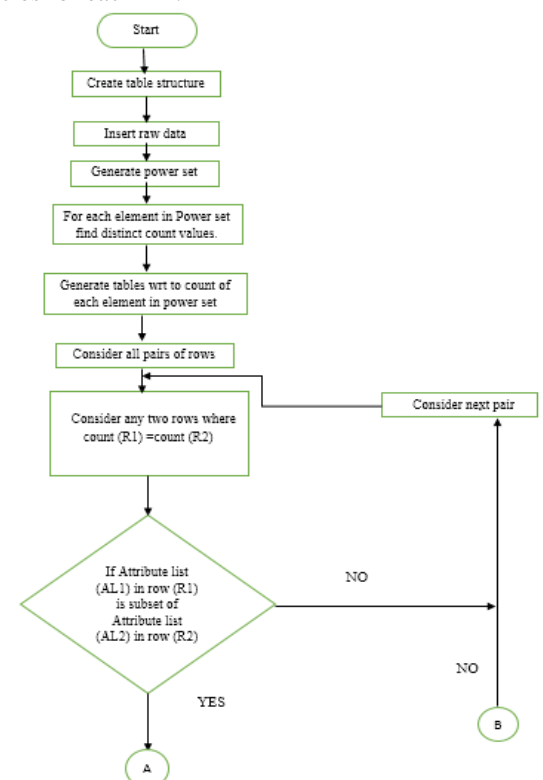 Start
Create table structure
Insert raw data
Generate power set
For each element in Power set
find distinct count values.
Generate tables wrt to count of
each element in power set
Consider all pairs of rows
Consider next pair
Consider any two rows where
count (R1) =count (R2)
If Attribute list
(AL1) in row (R1)
is subset of
Attribute list
(AL2) in row (R2)
NO
NO
YES
B
A